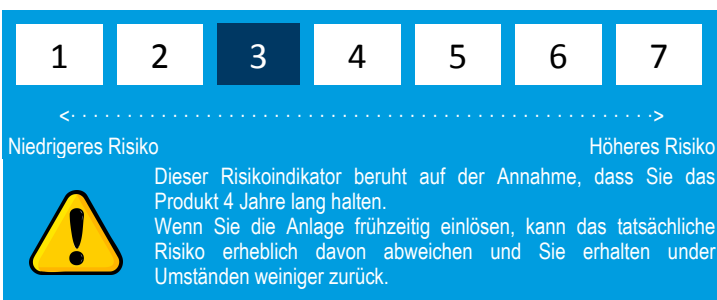 1 2 3 4 5 6 7
<· · · · · · · · · · · · · · · · · · · · · · · · · · · · · · · · · · · · · · · · · · · · · · · · · · · ·>
Niedrigeres Risiko Höheres Risiko
Dieser Risikoindikator beruht auf der Annahme, dass Sie das
Produkt 4 Jahre lang halten.
Wenn Sie die Anlage frühzeitig einlösen, kann das tatsächliche
Risiko erheblich davon abweichen und Sie erhalten under
Umständen weiniger zurück.